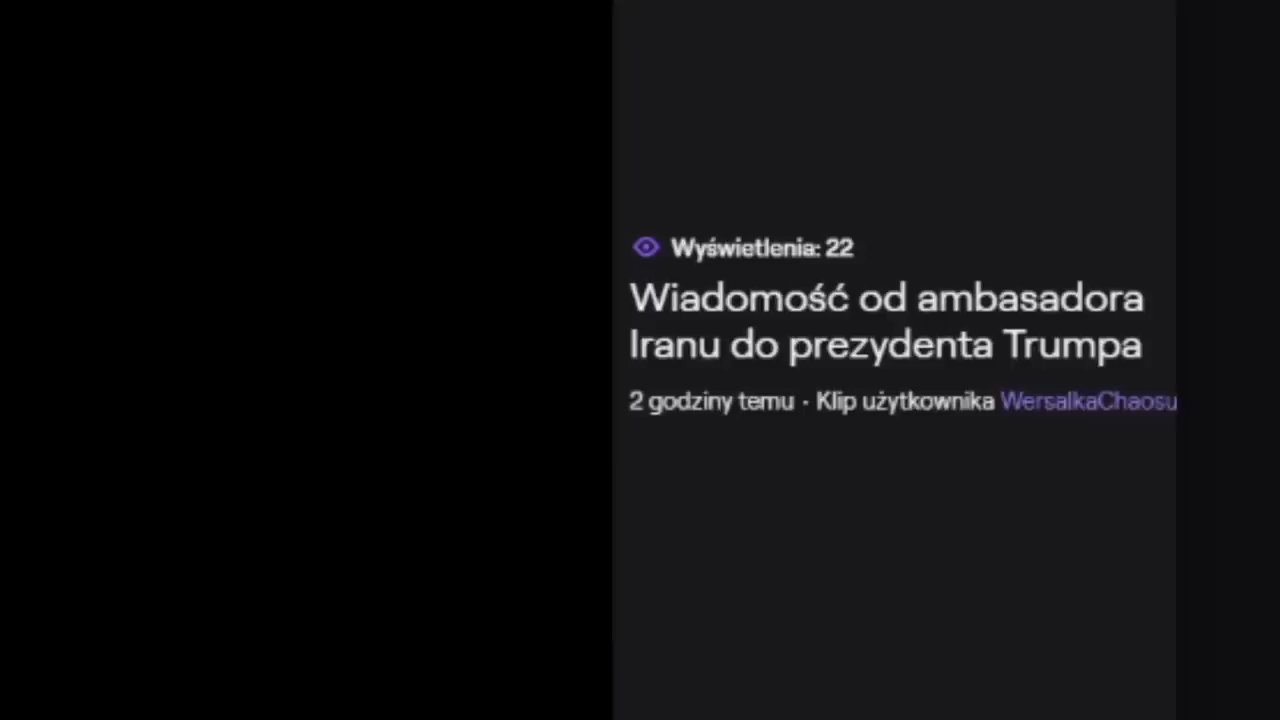 Wyświetlenia: 22
Wiadomość od ambasadora
Iranu do prezydenta Trumpa
2 godziny temu · Klip użytkownika WersalkaChaosu